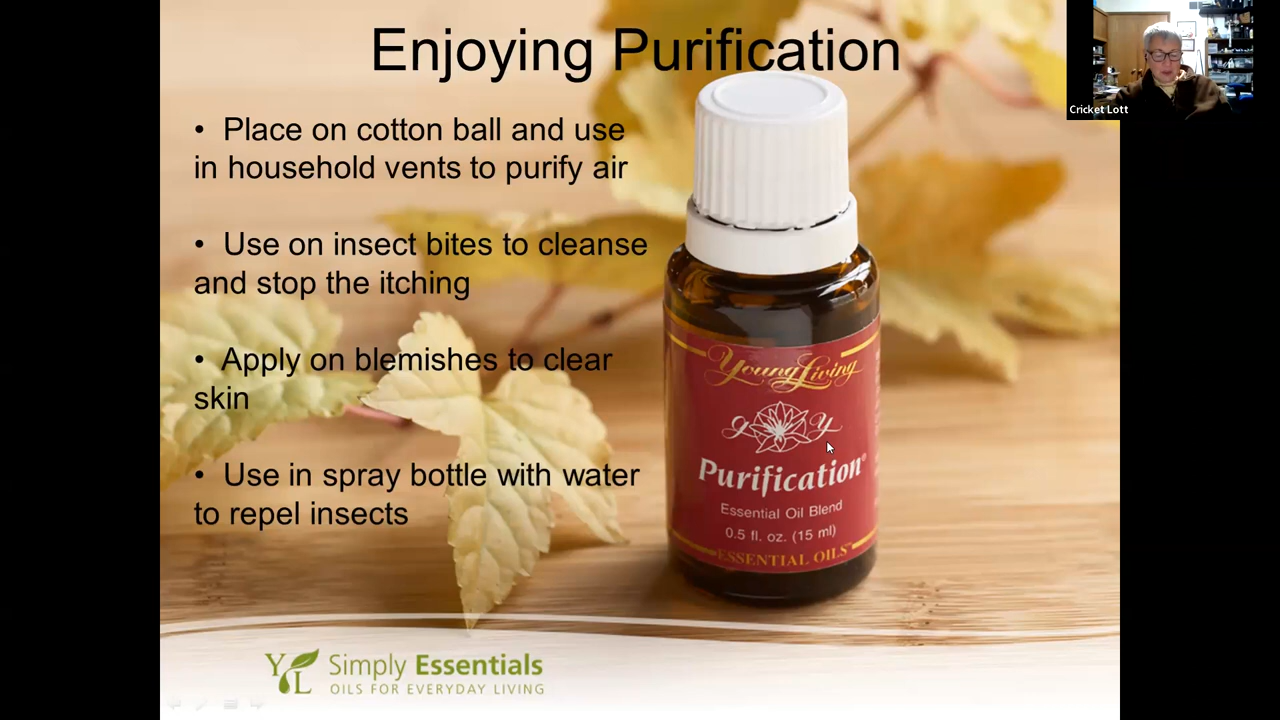 Enjoying Purification
Cricket Lott
• Place on cotton ball and use
in household vents to purify air
• Use on insect bites to cleanse
and stop the itching
• Apply on blemishes to clear
skin
• Use in spray bottle with water
to repel insects
Young Living
Y
Purification®
Essential Oil Blend
0.5 fl. oz. (15 ml)
ESSENTIAL OILS™
YL
Simply Essentials
OILS FOR EVERYDAY LIVING